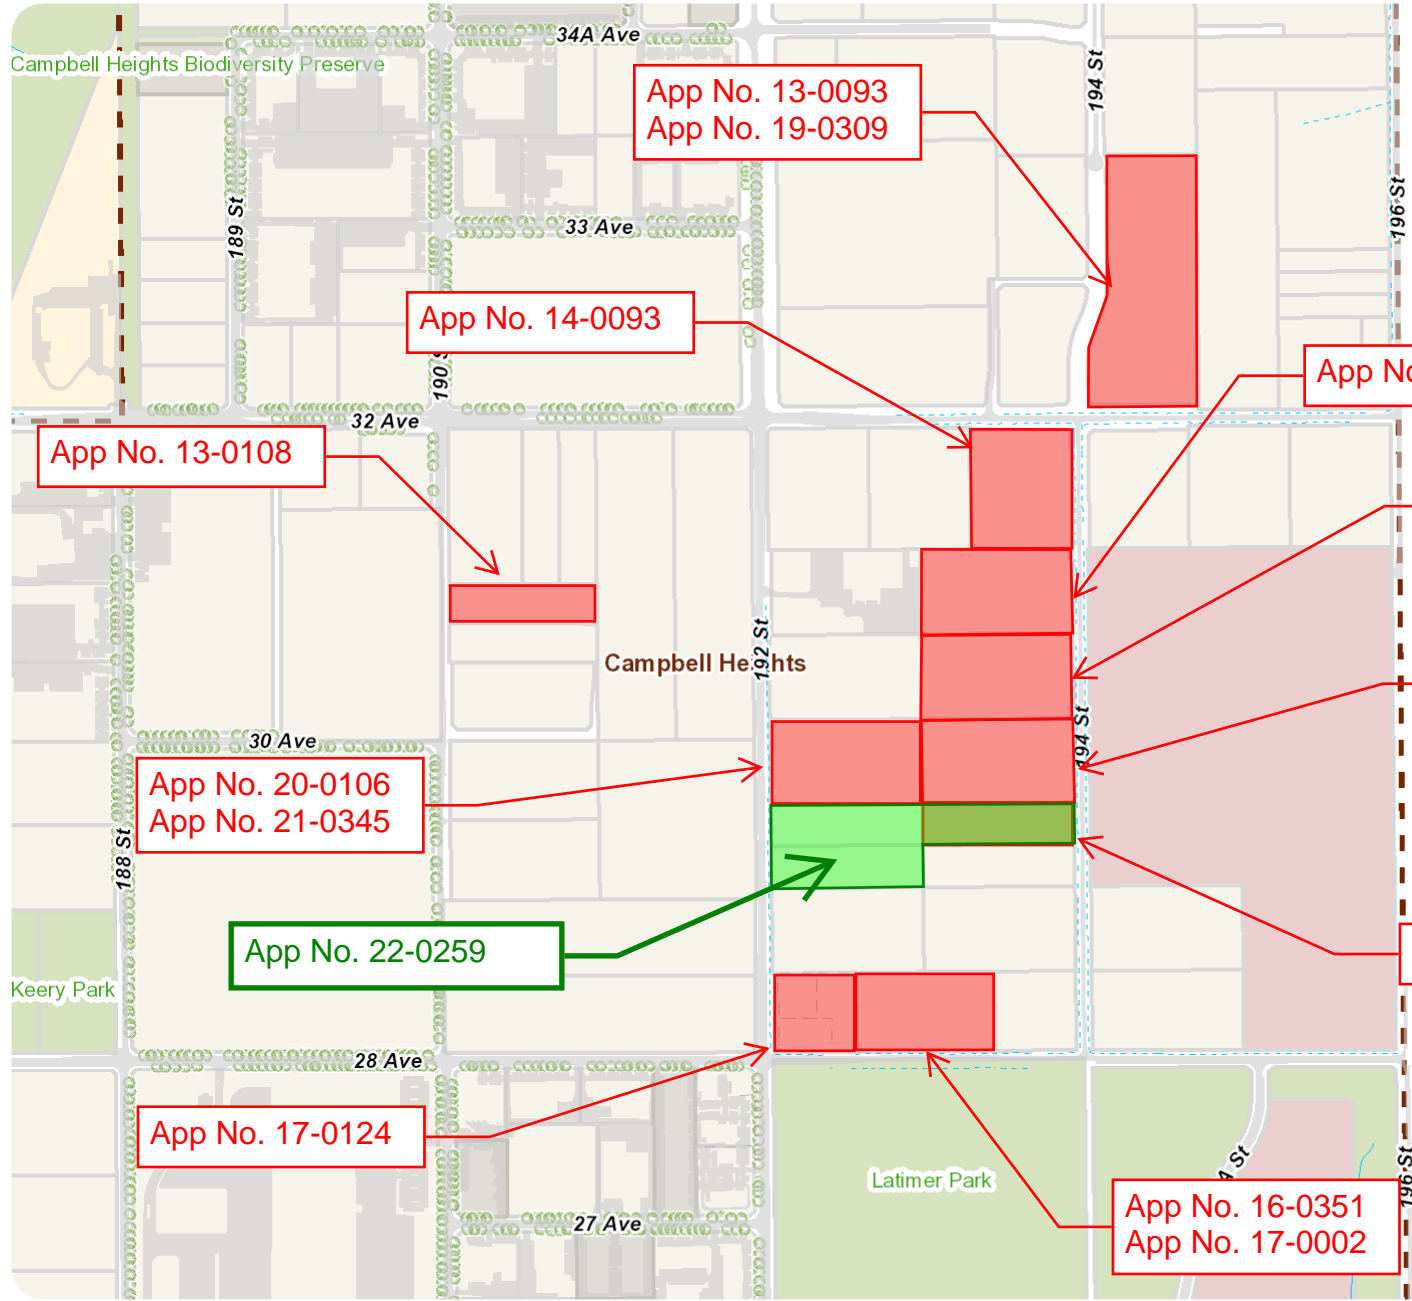 34A Ave
Campbell Heights Biodiversity Preserve
App No. 13-0093
App No. 19-0309
194 St
196 St
189 St
33 Ave
App No. 14-0093
190 S
App No
32 Ave
App No. 13-0108
192 St
Campbell Heights
194 St
30 Ave
App No. 20-0106
App No. 21-0345
188 St
App No. 22-0259
Keery Park
28 Ave
App No. 17-0124
A St
196 St
Latimer Park
App No. 16-0351
App No. 17-0002
27 Ave